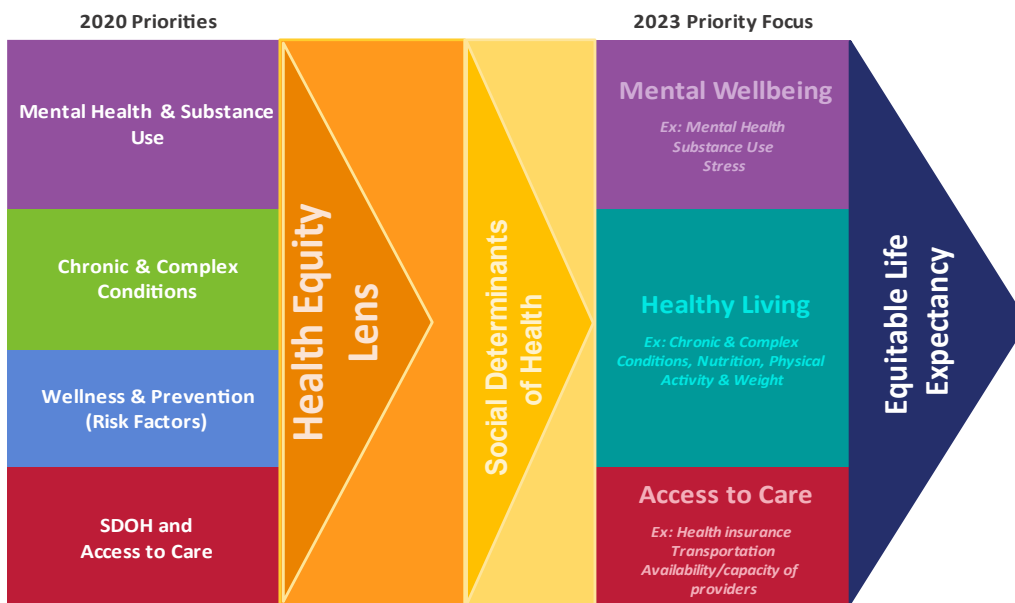 2020 Priorities
2023 Priority Focus
Mental Health & Substance
Use
Chronic & Complex
Conditions
Wellness & Prevention
(Risk Factors)
SDOH and
Access to Care
Health Equity
Lens
Social Determinants
of Health
Mental Wellbeing
Ex: Mental Health
Substance Use
Stress
Healthy Living
Ex: Chronic & Complex
Conditions, Nutrition, Physical
Activity & Weight
Access to Care
Ex: Health insurance
Transportation
Availability/capacity of
providers
Equitable Life
Expectancy